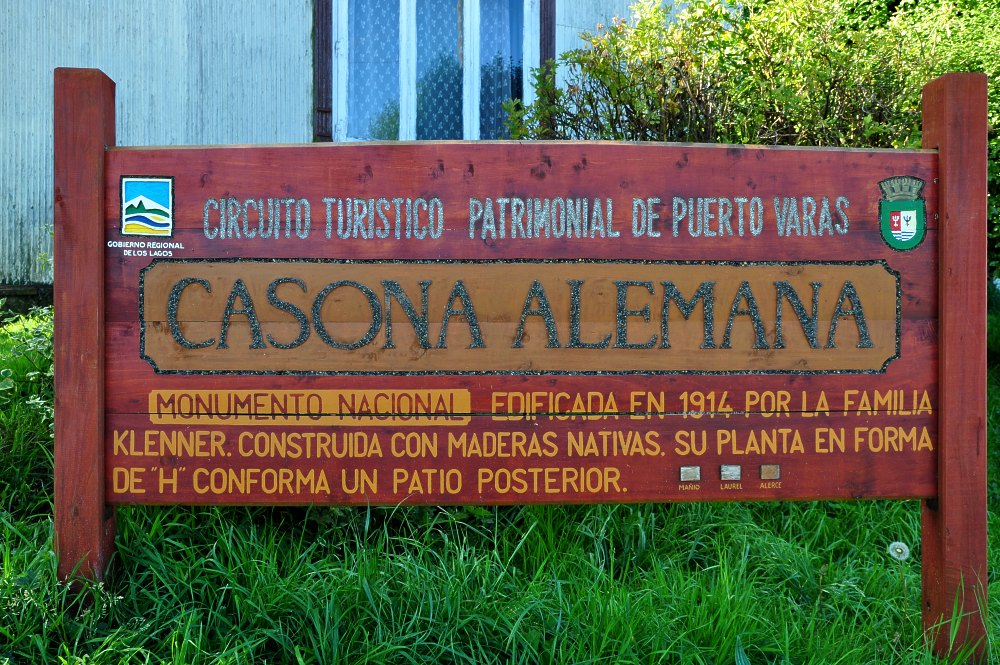 CIRCUITO TURISTICO PATRIMONIAL DE PUERTO VARAS
GOBIERNO REGIONAL
DE LOS LAGOS
CASONA ALEMANA
MONUMENTO NACIONAL EDIFICADA EN 1914 POR LA FAMILIA
KLENNER. CONSTRUIDA CON MADERAS NATIVAS. SU PLANTA EN FORMA
DE "H" CONFORMA UN PATIO POSTERIOR.
MAÑIO LAUREL ALERCE